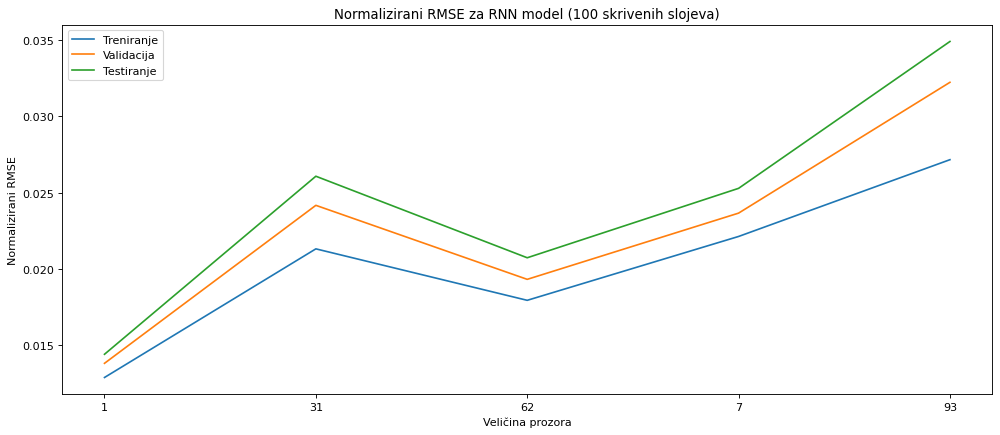 Normalizirani RMSE za RNN model (100 skrivenih slojeva)
Treniranje
Validacija
Testiranje
Normalizirani RMSE
0.035
0.030
0.025
0.020
0.015
1 31 62 7 93
Veličina prozora